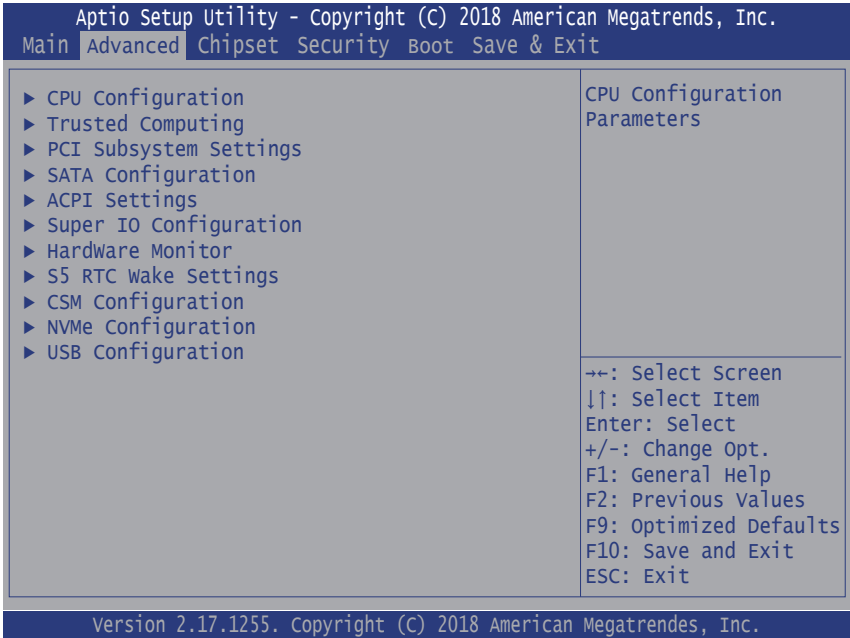 Aptio Setup Utility - Copyright (C) 2018 American Megatrends, Inc.
Main Advanced Chipset Security Boot Save & Exit
▶ CPU Configuration
▶ Trusted Computing
▶ PCI Subsystem Settings
▶ SATA Configuration
▶ ACPI Settings
▶ Super IO Configuration
▶ HardWare Monitor
▶ S5 RTC Wake Settings
▶ CSM Configuration
▶ NVMe Configuration
▶ USB Configuration
CPU Configuration
Parameters
→←: Select Screen
↓↑: Select Item
Enter: Select
+/-: Change Opt.
F1: General Help
F2: Previous Values
F9: Optimized Defaults
F10: Save and Exit
ESC: Exit
Version 2.17.1255. Copyright (C) 2018 American Megatrendes, Inc.